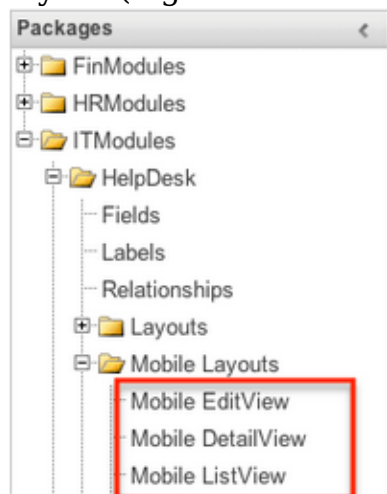 Packages <
FinModules
HRModules
ITModules
HelpDesk
Fields
Labels
Relationships
Layouts
Mobile Layouts
Mobile EditView
Mobile DetailView
Mobile ListView